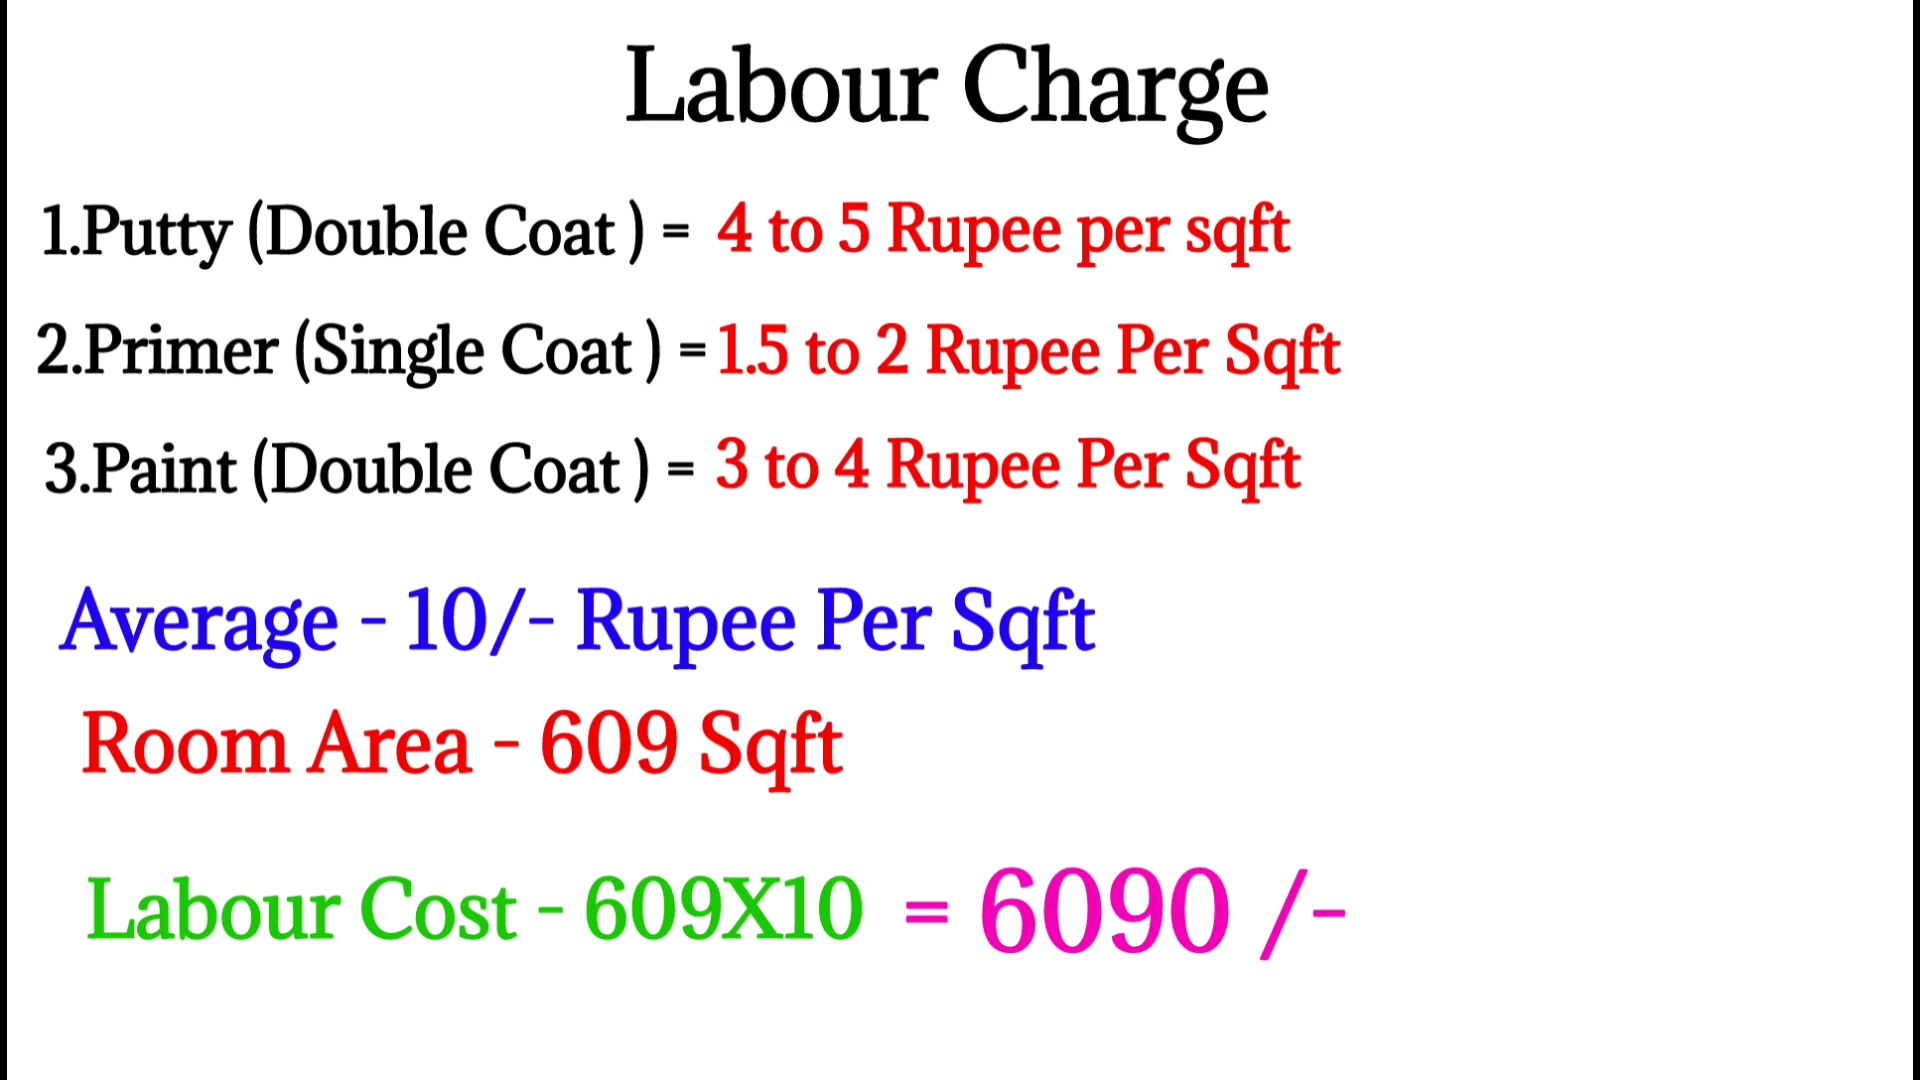 Labour Charge
1.Putty (Double Coat ) = 4 to 5 Rupee per sqft
2.Primer (Single Coat ) = 1.5 to 2 Rupee Per Sqft
3.Paint (Double Coat ) = 3 to 4 Rupee Per Sqft
Average - 10/- Rupee Per Sqft
Room Area - 609 Sqft
Labour Cost - 609X10 = 6090 /-